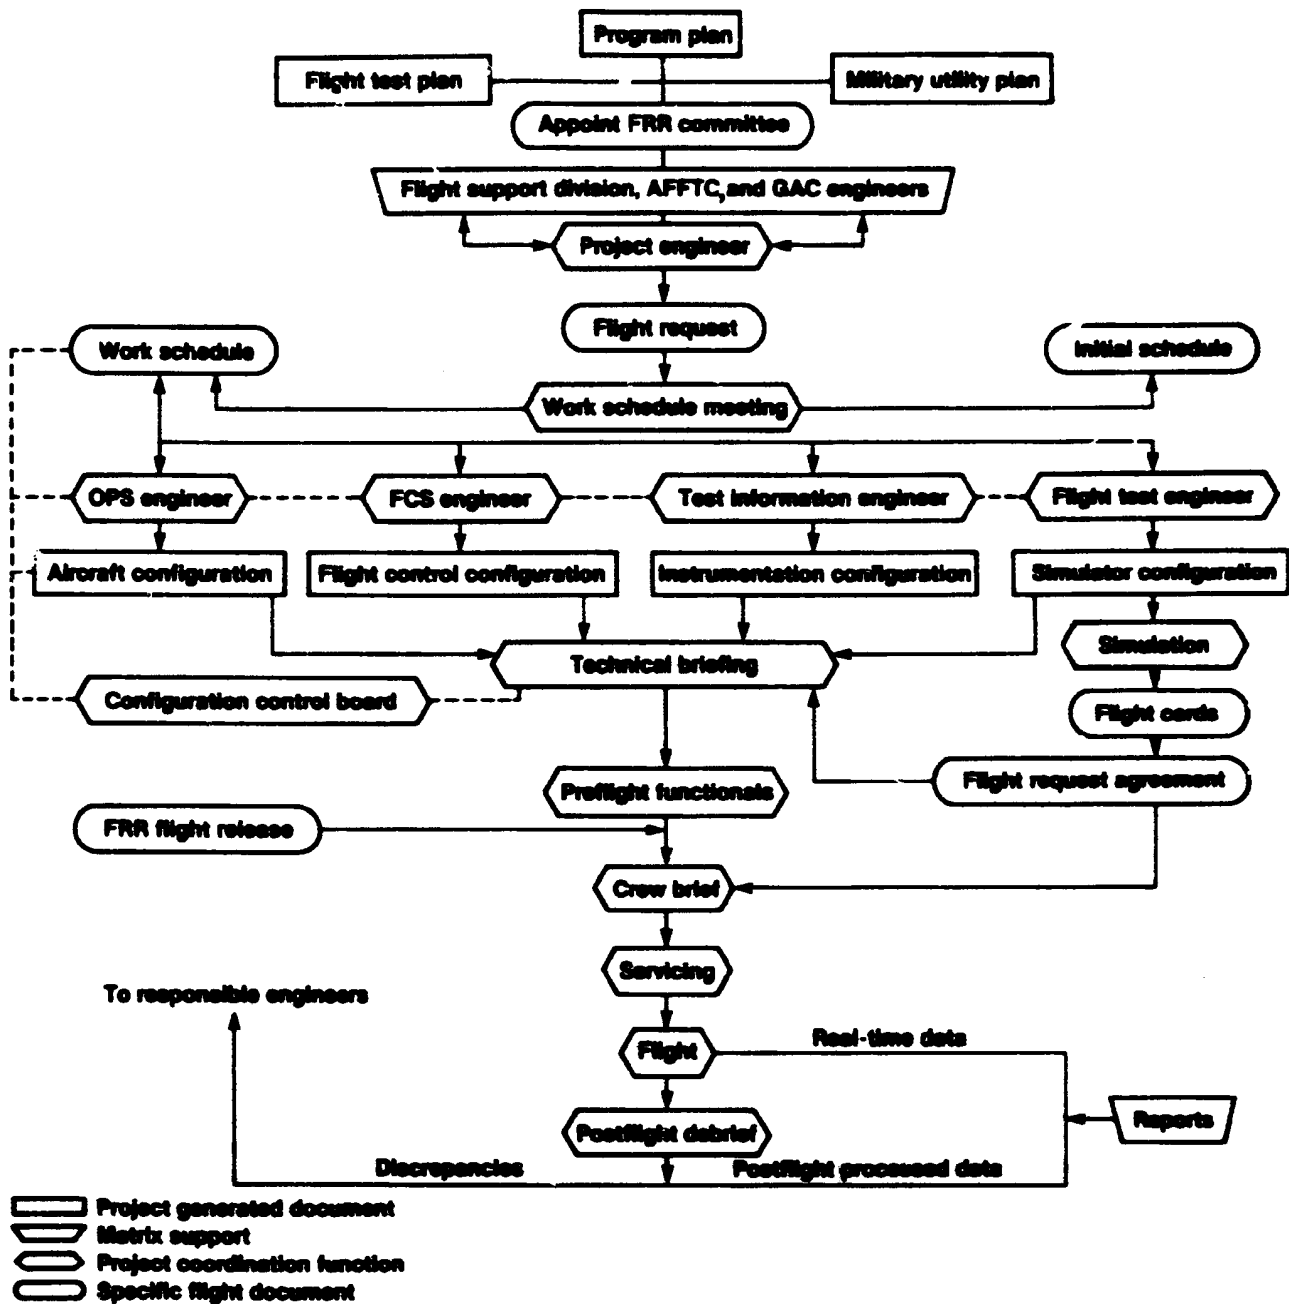 Program plan
Flight test plan
Military utility plan
Appoint FRR committee
Flight support division, AFFTC, and GAC engineers
Project engineer
Flight request
Work schedule
Initial schedule
Work schedule meeting
OPS engineer
FCS engineer
Test information engineer
Flight test engineer
Aircraft configuration
Flight control configuration
Instrumentation configuration
Simulator configuration
Technical briefing
Simulation
Configuration control board
Flight cards
Flight request agreement
Preflight functionals
FRR flight release
Crew brief
Servicing
To responsible engineers
Flight
Real-time data
Reports
Postflight debrief
Discrepancies
Postflight processed data
Project generated document
Matrix support
Project coordination function
Specific flight document